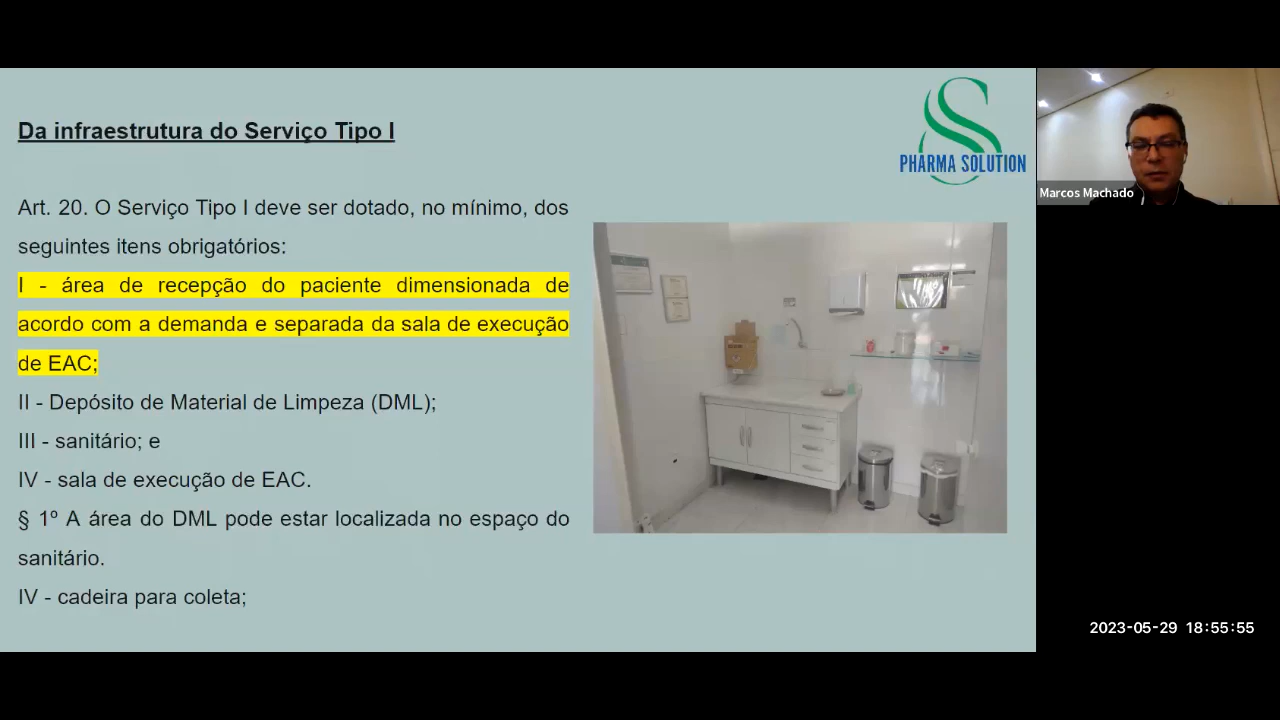 Da infraestrutura do Serviço Tipo I
PHARMA SOLUTION
Art. 20. O Serviço Tipo I deve ser dotado, no mínimo, dos
seguintes itens obrigatórios:
I - área de recepção do paciente dimensionada de
acordo com a demanda e separada da sala de execução
de EAC;
II - Depósito de Material de Limpeza (DML);
III - sanitário; e
IV - sala de execução de EAC.
§ 1º A área do DML pode estar localizada no espaço do
sanitário.
IV - cadeira para coleta;
Marcos Machado
2023-05-29 18:55:55